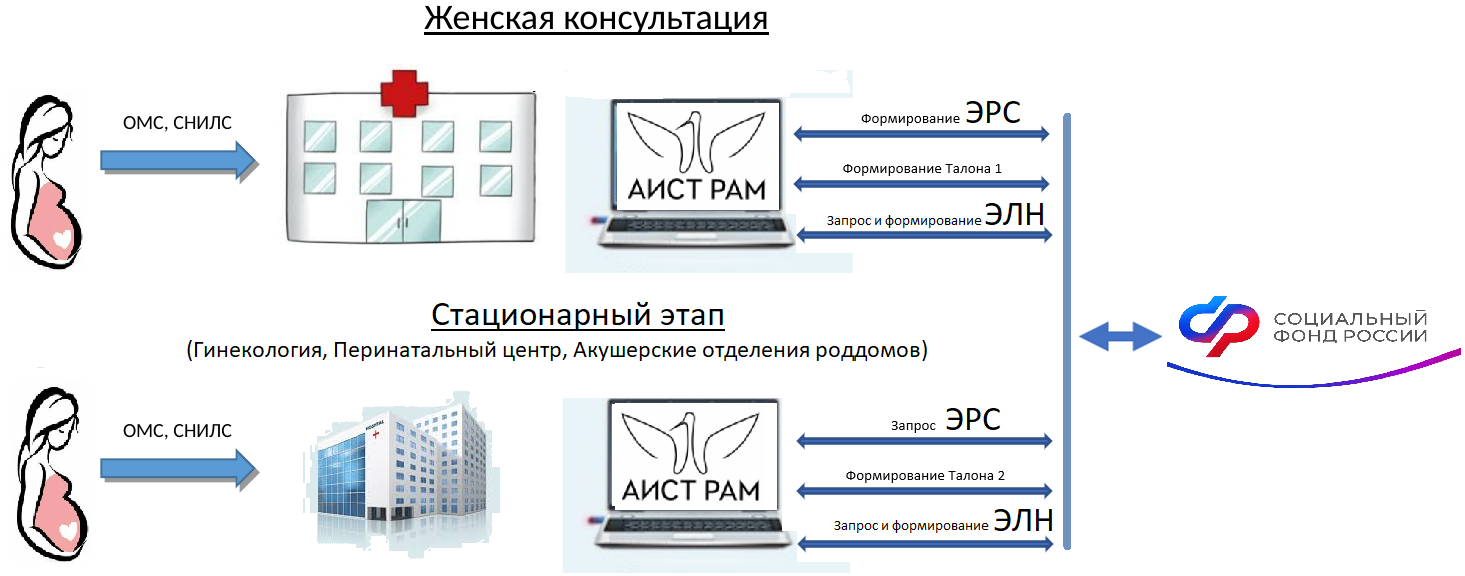 Женская консультация
ОМС, СНИЛС
АИСТ РАМ
Формирование ЭРС
Формирование Талона 1
Запрос и формирование ЭЛН
Стационарный этап
(Гинекология, Перинатальный центр, Акушерские отделения роддомов)
СОЦИАЛЬНЫЙ
ФОНД РОССИИ
ОМС, СНИЛС
HOSPITAL
АИСТ РАМ
Запрос ЭРС
Формирование Талона 2
Запрос и формирование ЭЛН